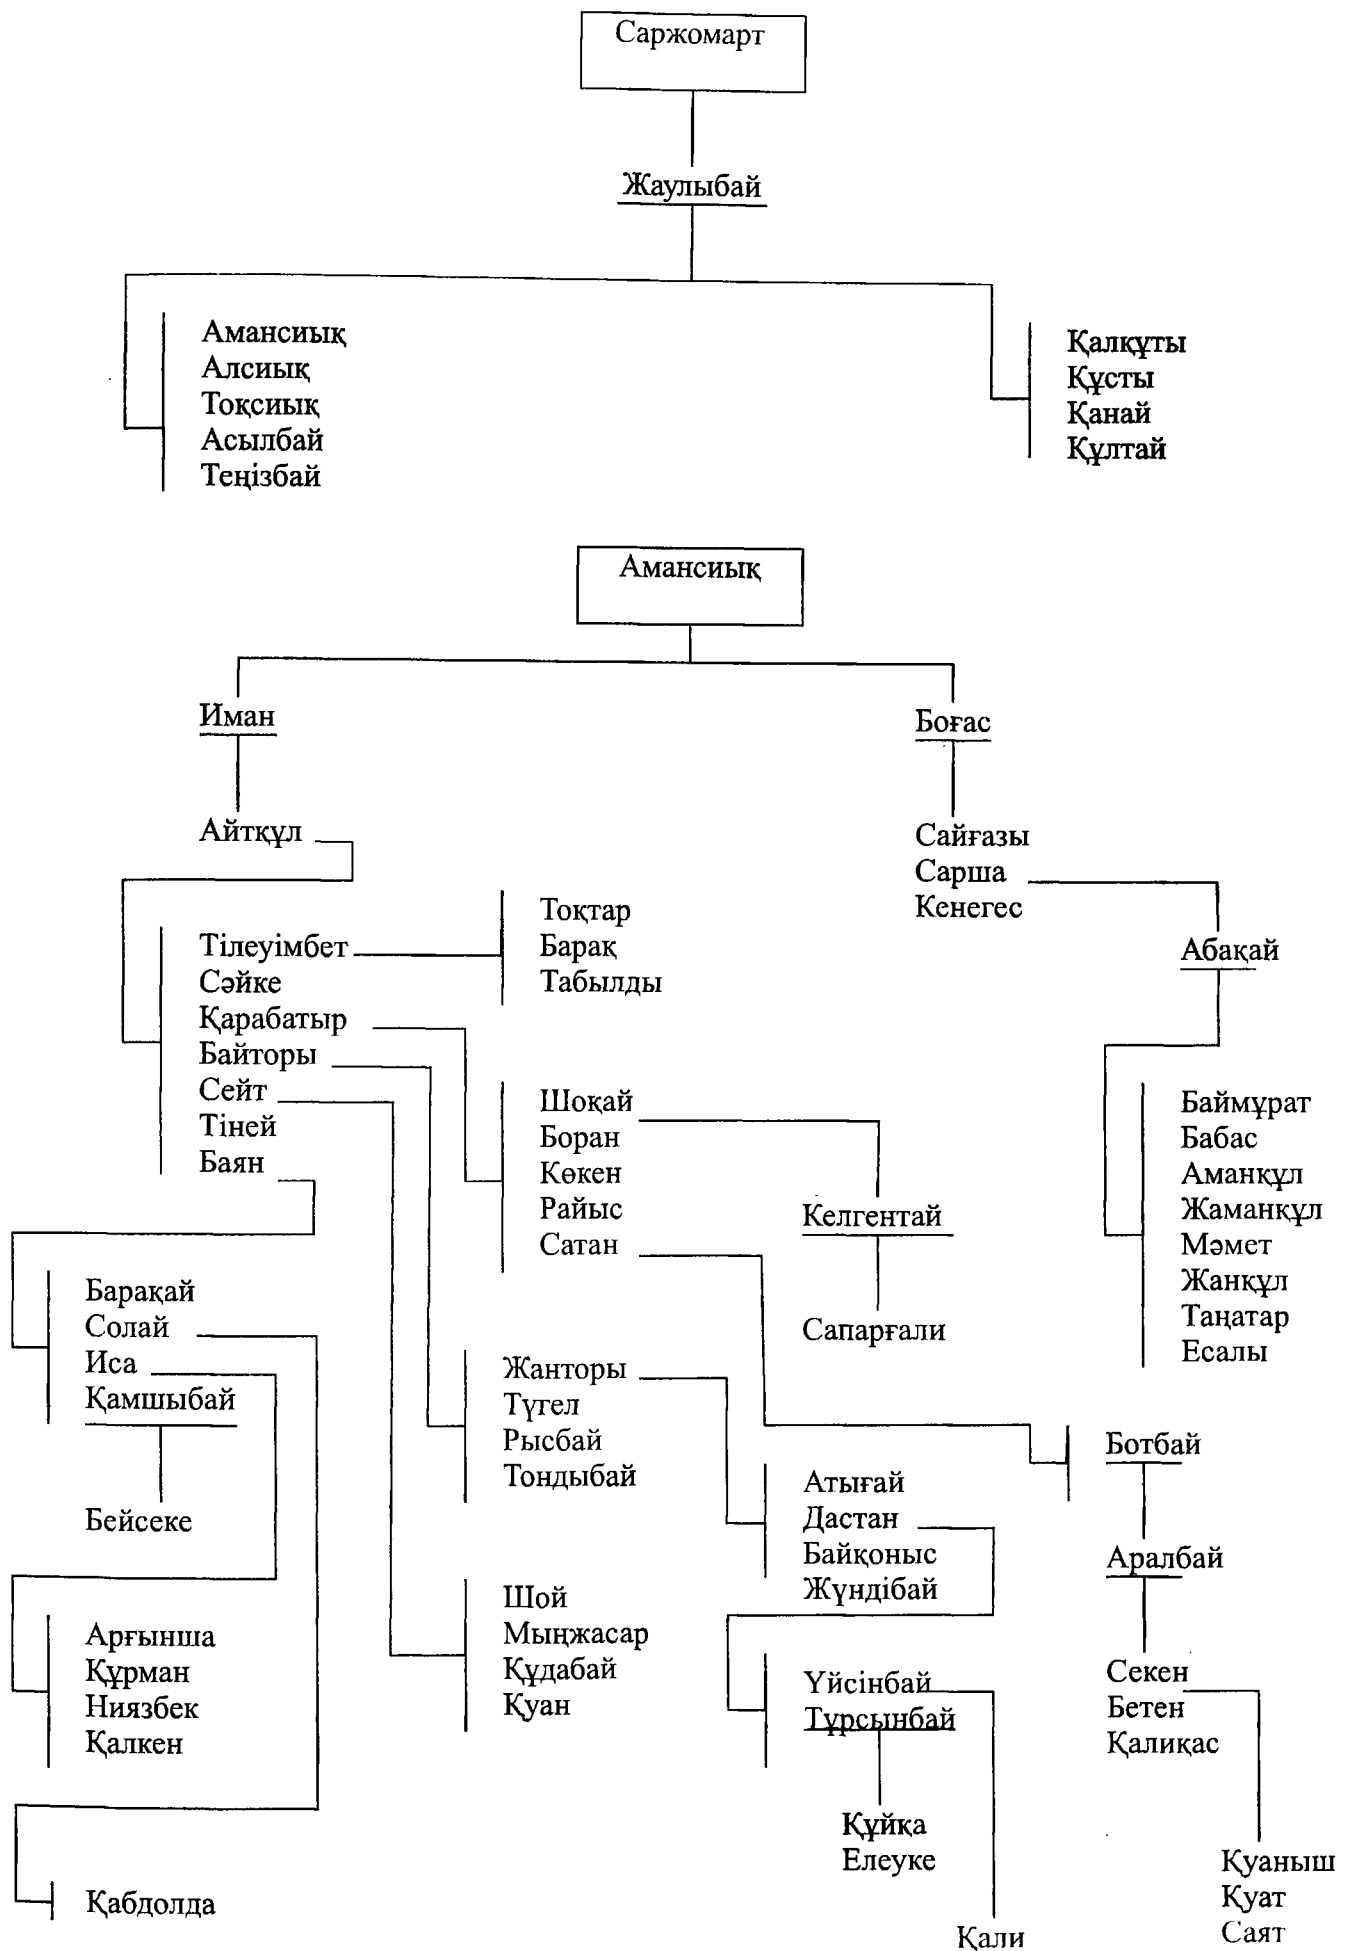 Саржомарт
Жаулыбай
Амансиық
Алсиық
Тоқсиық
Асылбай
Теңізбай
Қалқұты
Құсты
Қанай
Құлтай
Амансиық
Иман
Боғас
Айтқұл
Сайғазы
Сарша
Кенегес
Тоқтар
Барақ
Табылды
Абақай
Тілеуімбет
Сәйке
Қарабатыр
Байторы
Сейт
Тіней
Баян
Шоқай
Боран
Көкен
Райыс
Сатан
Баймұрат
Бабас
Аманқұл
Жаманқұл
Мәмет
Жанқұл
Таңатар
Есалы
Келгентай
Сапарғали
Барақай
Солай
Иса
Қамшыбай
Бейсеке
Жанторы
Түгел
Рысбай
Тондыбай
Ботбай
Атығай
Дастан
Байқоныс
Жүндібай
Аралбай
Арғынша
Құрман
Ниязбек
Қалкен
Шой
Мыңжасар
Құдабай
Қуан
Үйсінбай
Тұрсынбай
Секен
Бетен
Қалиқас
Құйқа
Елеуке
Қабдолда
Қали
Қуаныш
Қуат
Саят